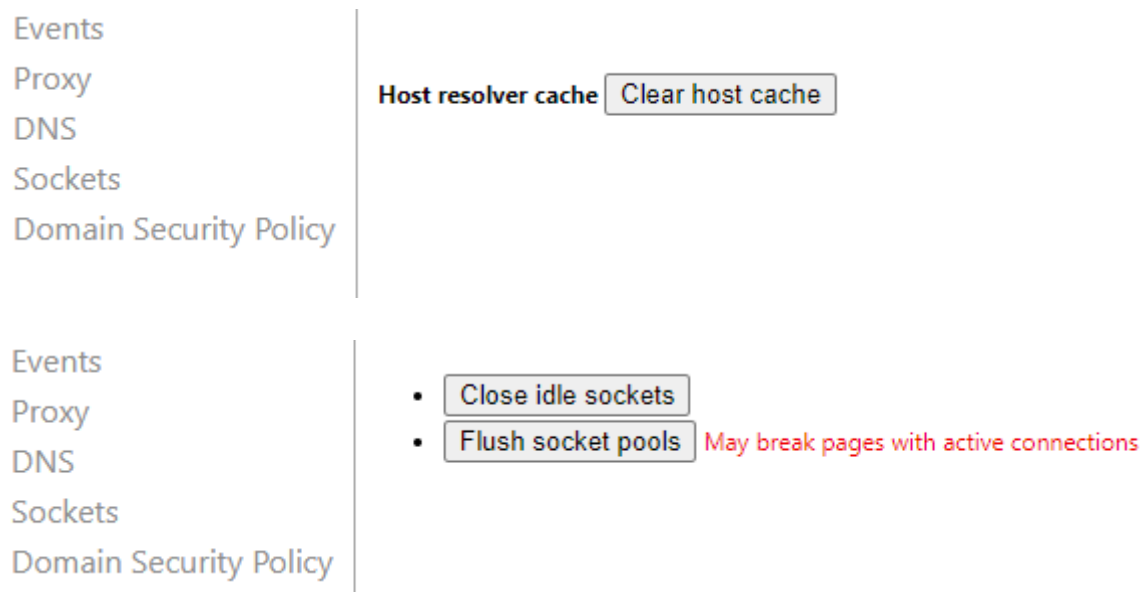 Events
Proxy
DNS
Sockets
Domain Security Policy
Host resolver cache Clear host cache
Events
Proxy
DNS
Sockets
Domain Security Policy
Close idle sockets
Flush socket pools May break pages with active connections